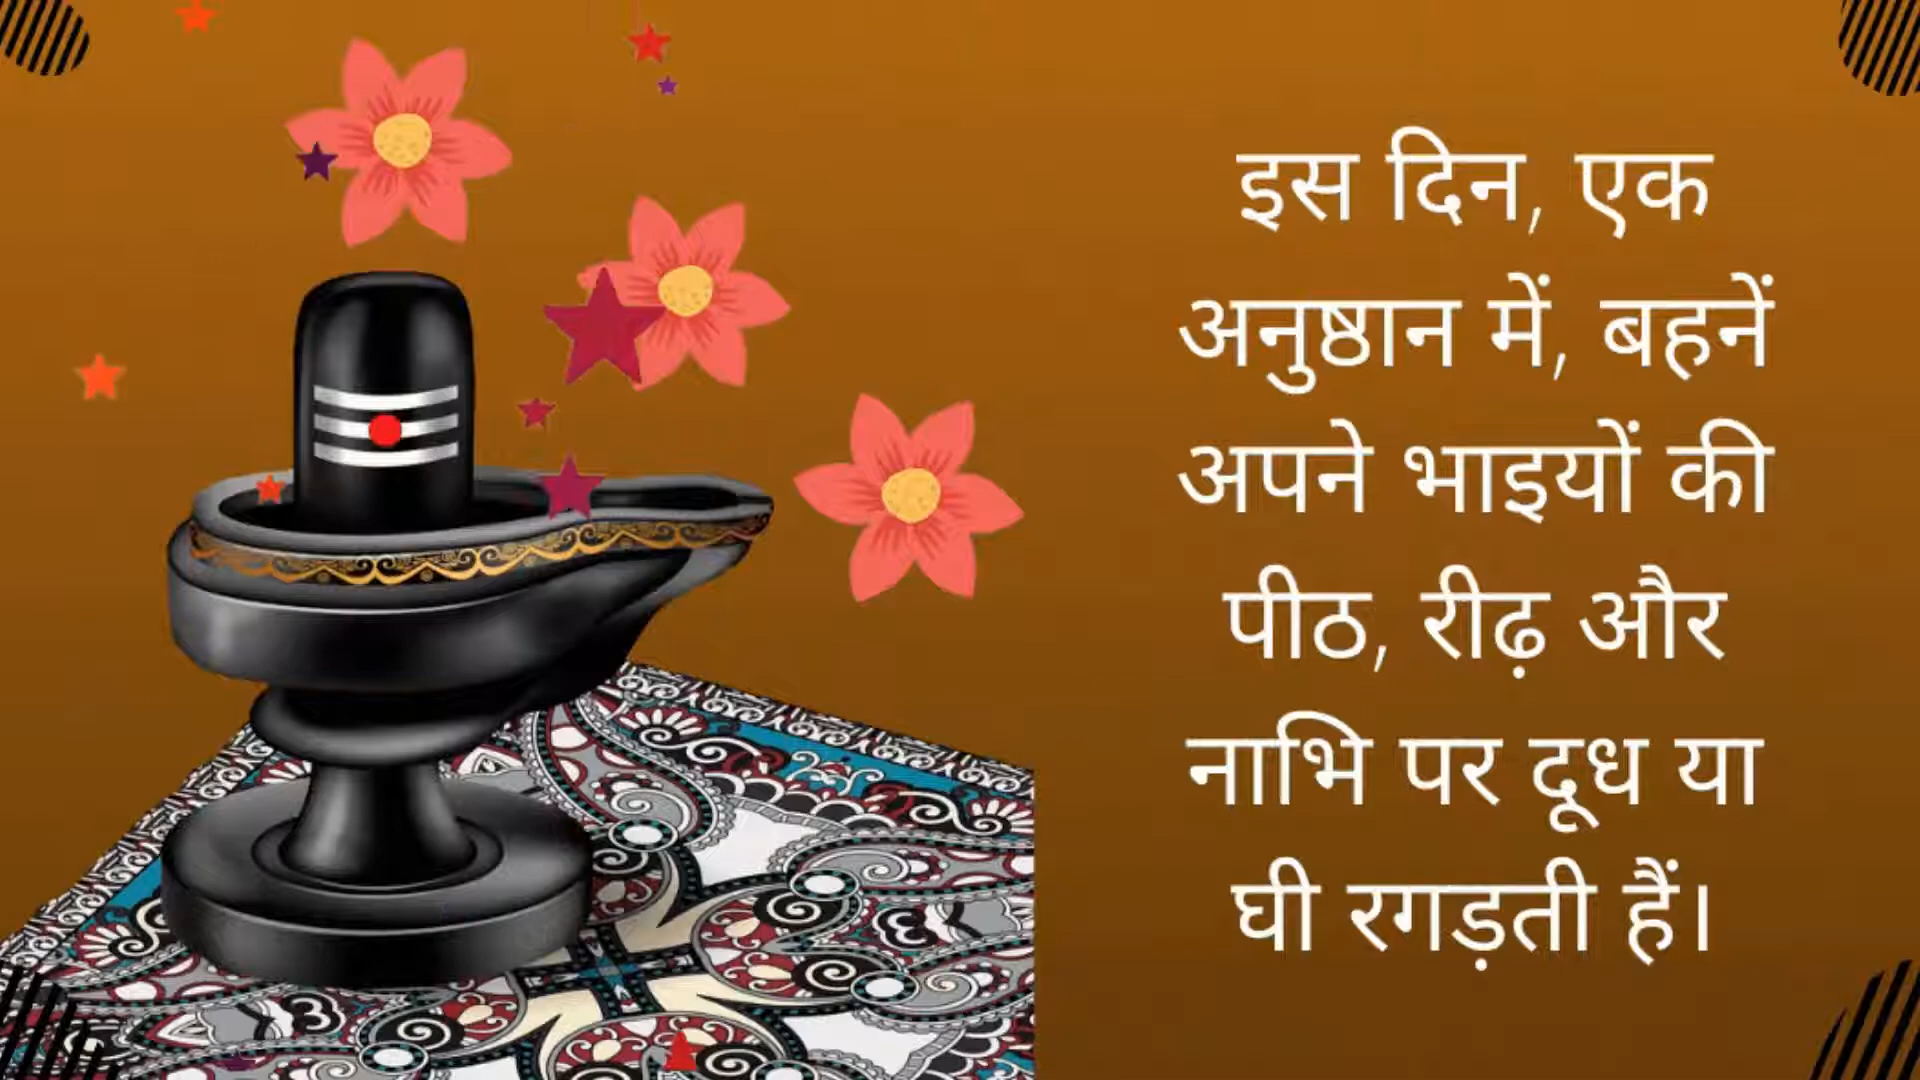 इस दिन, एक
अनुष्ठान में, बहनें
अपने भाइयों की
पीठ, रीढ़ और
नाभि पर दूध या
घी रगड़ती हैं।